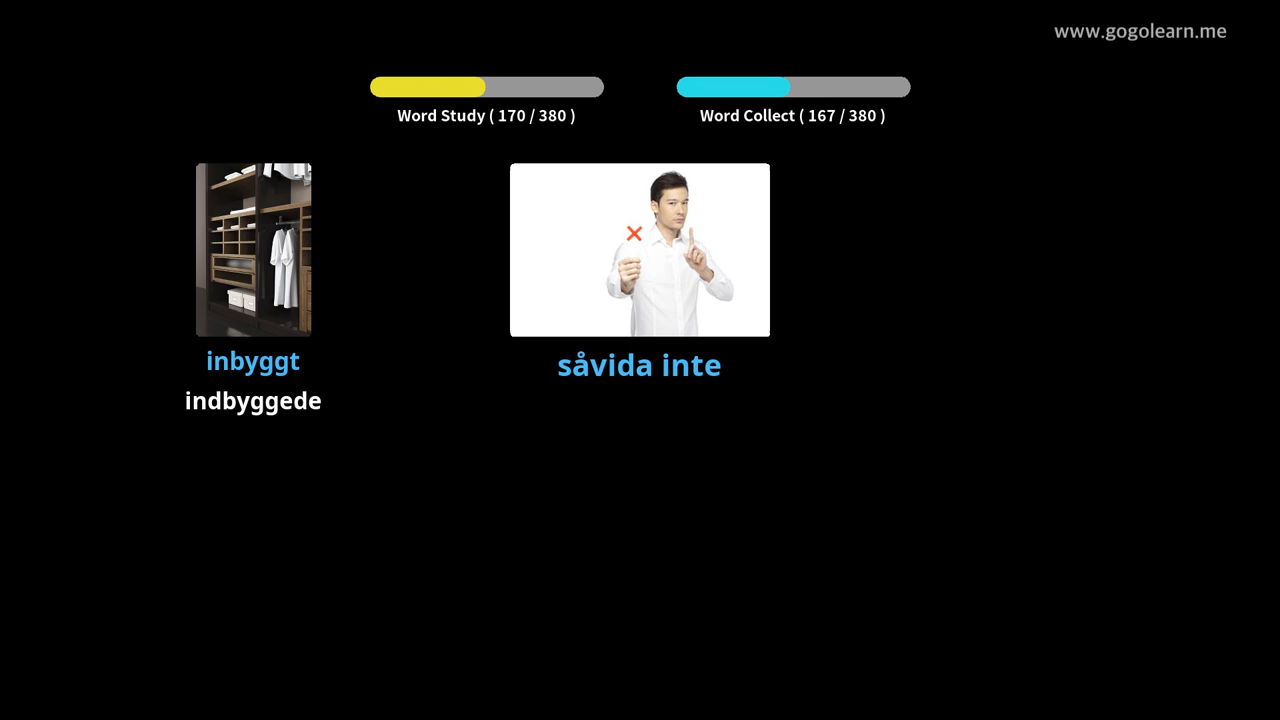 www.gogolearn.me
Word Study ( 170 / 380 )
Word Collect ( 167 / 380 )
inbyggt
indbyggede
såvida inte